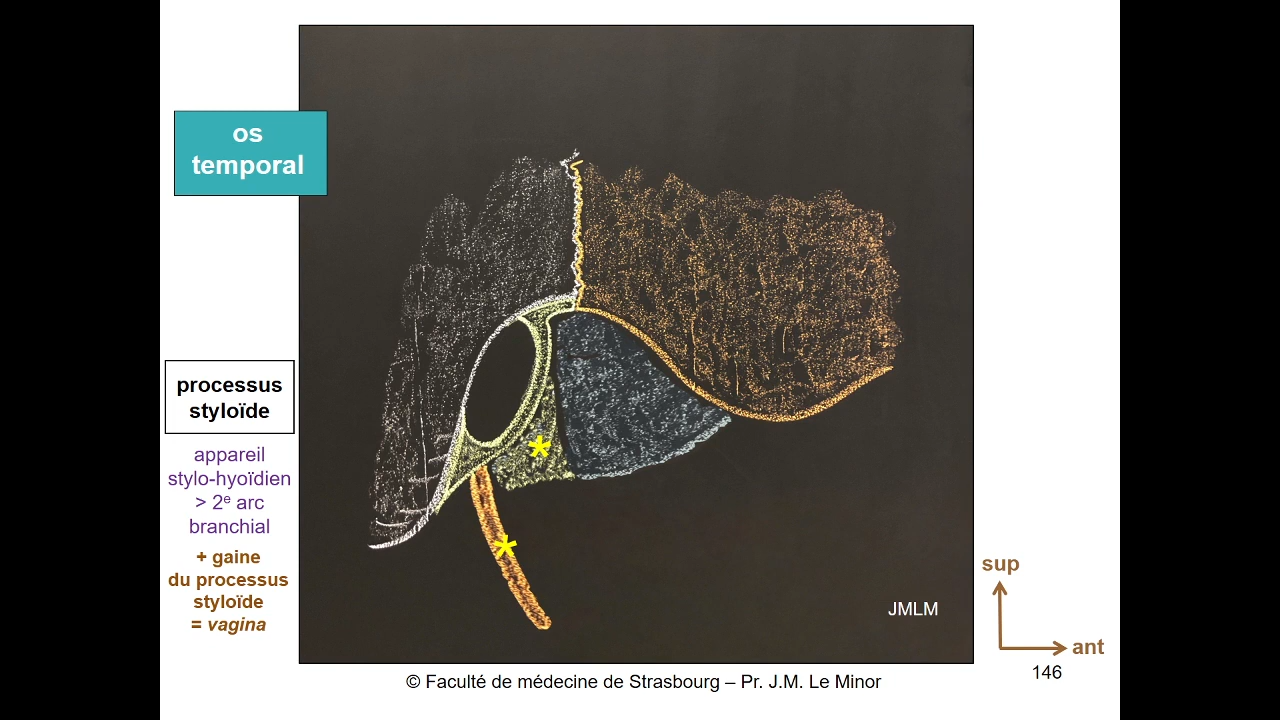 os
temporal
processus
styloïde
appareil
stylo-hyoïdien
> 2e arc
branchial
+ gaine
du processus
styloïde
= vagina
*
*
JMLM
sup
ant
146
© Faculté de médecine de Strasbourg – Pr. J.M. Le Minor